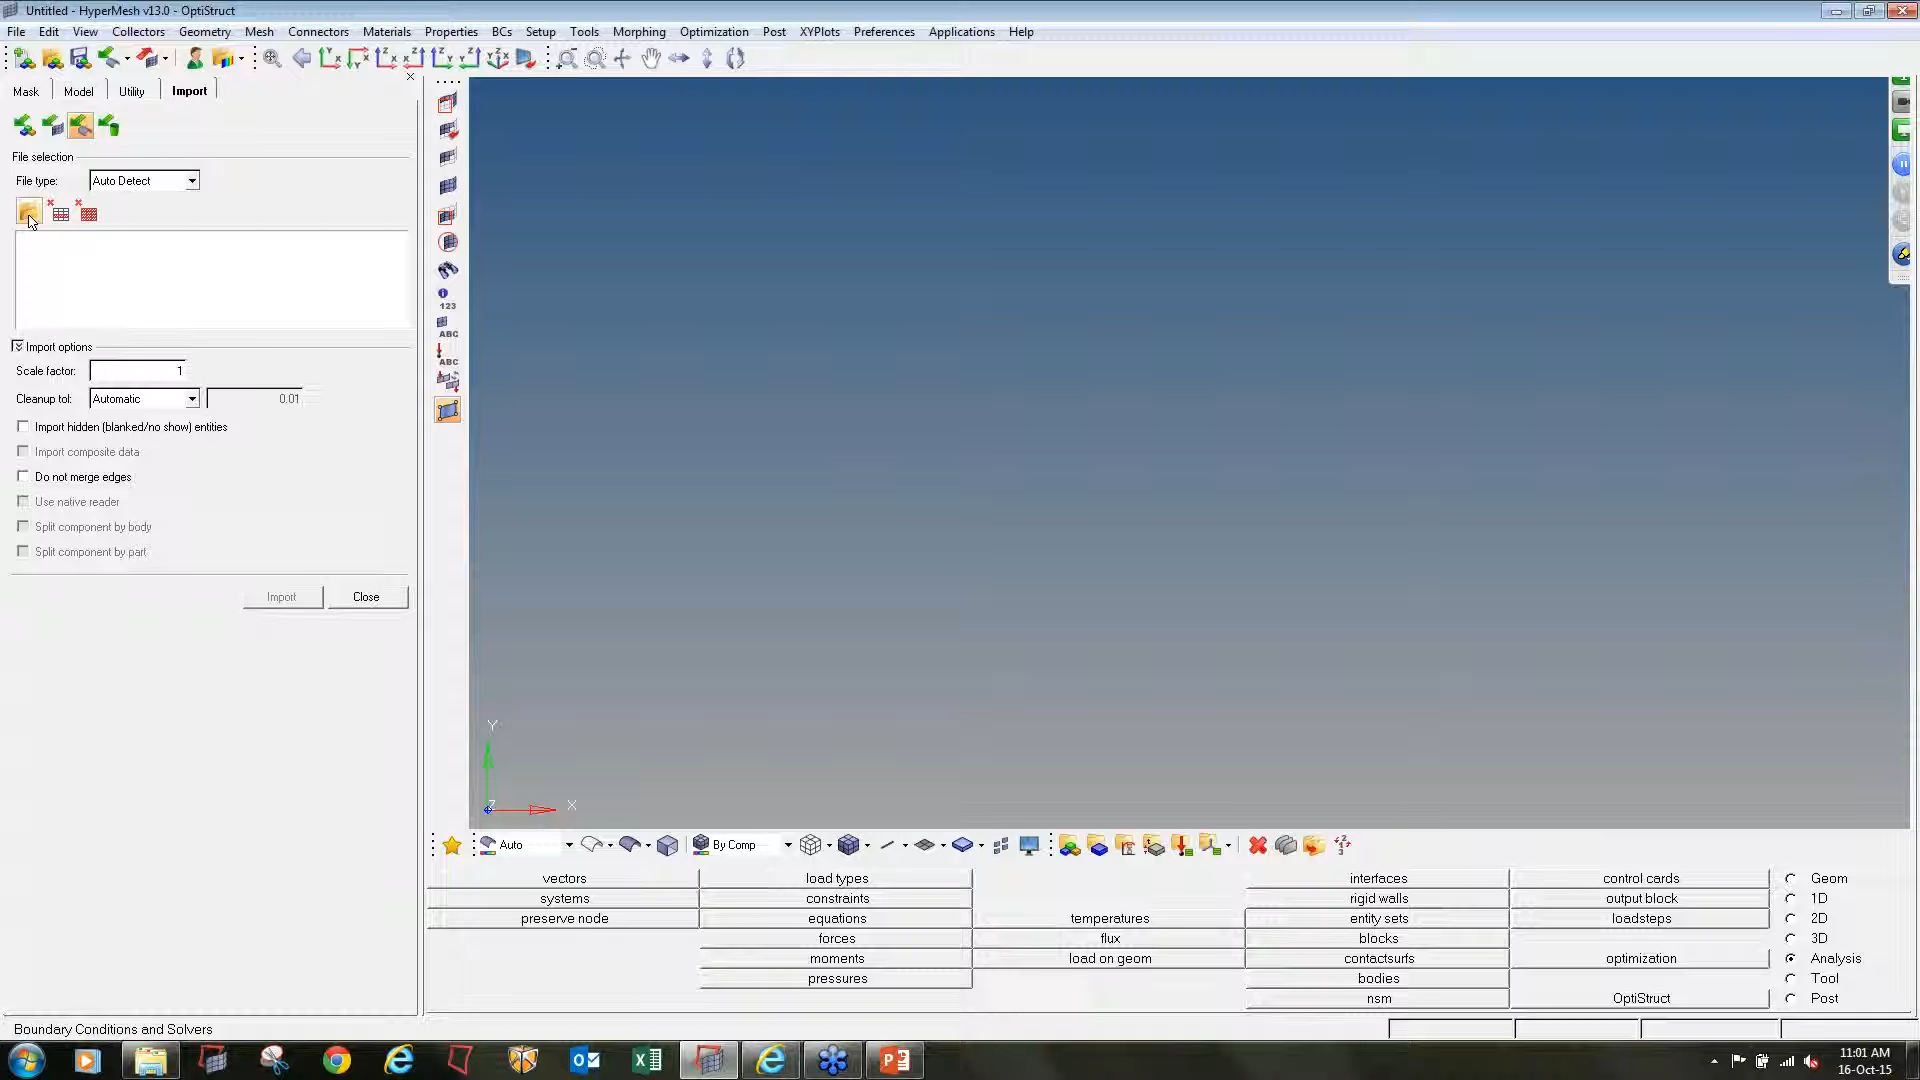 Untitled - HyperMesh v13.0 - OptiStruct
File Edit View Collectors Geometry Mesh Connectors Materials Properties BCs Setup Tools Morphing Optimization Post XYPlots Preferences Applications Help
Mask Model Utility Import
File selection
File type: Auto Detect
Import options
Scale factor: 1
Cleanup tol: Automatic 0.01
Import hidden (blanked/no show) entities
Import composite data
Do not merge edges
Use native reader
Split component by body
Split component by part
Import Close
123
ABC
ABC
Y
Z X
Auto By Comp
vectors load types interfaces control cards Geom
systems constraints rigid walls output block 1D
preserve node equations temperatures entity sets loadsteps 2D
forces flux blocks 3D
moments load on geom contactsurfs optimization Analysis
pressures bodies Tool
nsm OptiStruct Post
Boundary Conditions and Solvers
11:01 AM
16-Oct-15